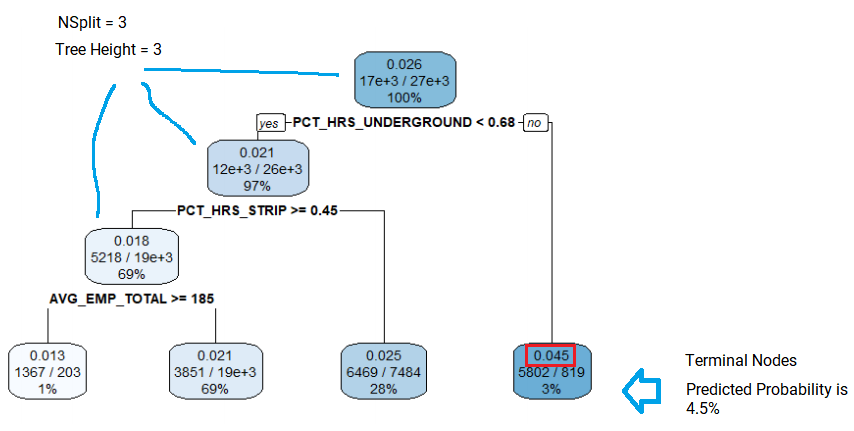 NSplit = 3
Tree Height = 3
0.026
17e+3 / 27e+3
100%
yes PCT_HRS_UNDERGROUND < 0.68 no
0.021
12e+3 / 26e+3
97%
PCT_HRS_STRIP >= 0.45
0.018
5218 / 19e+3
69%
AVG_EMP_TOTAL >= 185
0.013
1367 / 203
1%
0.021
3851 / 19e+3
69%
0.025
6469 / 7484
28%
0.045
5802 / 819
3%
Terminal Nodes
Predicted Probability is
4.5%